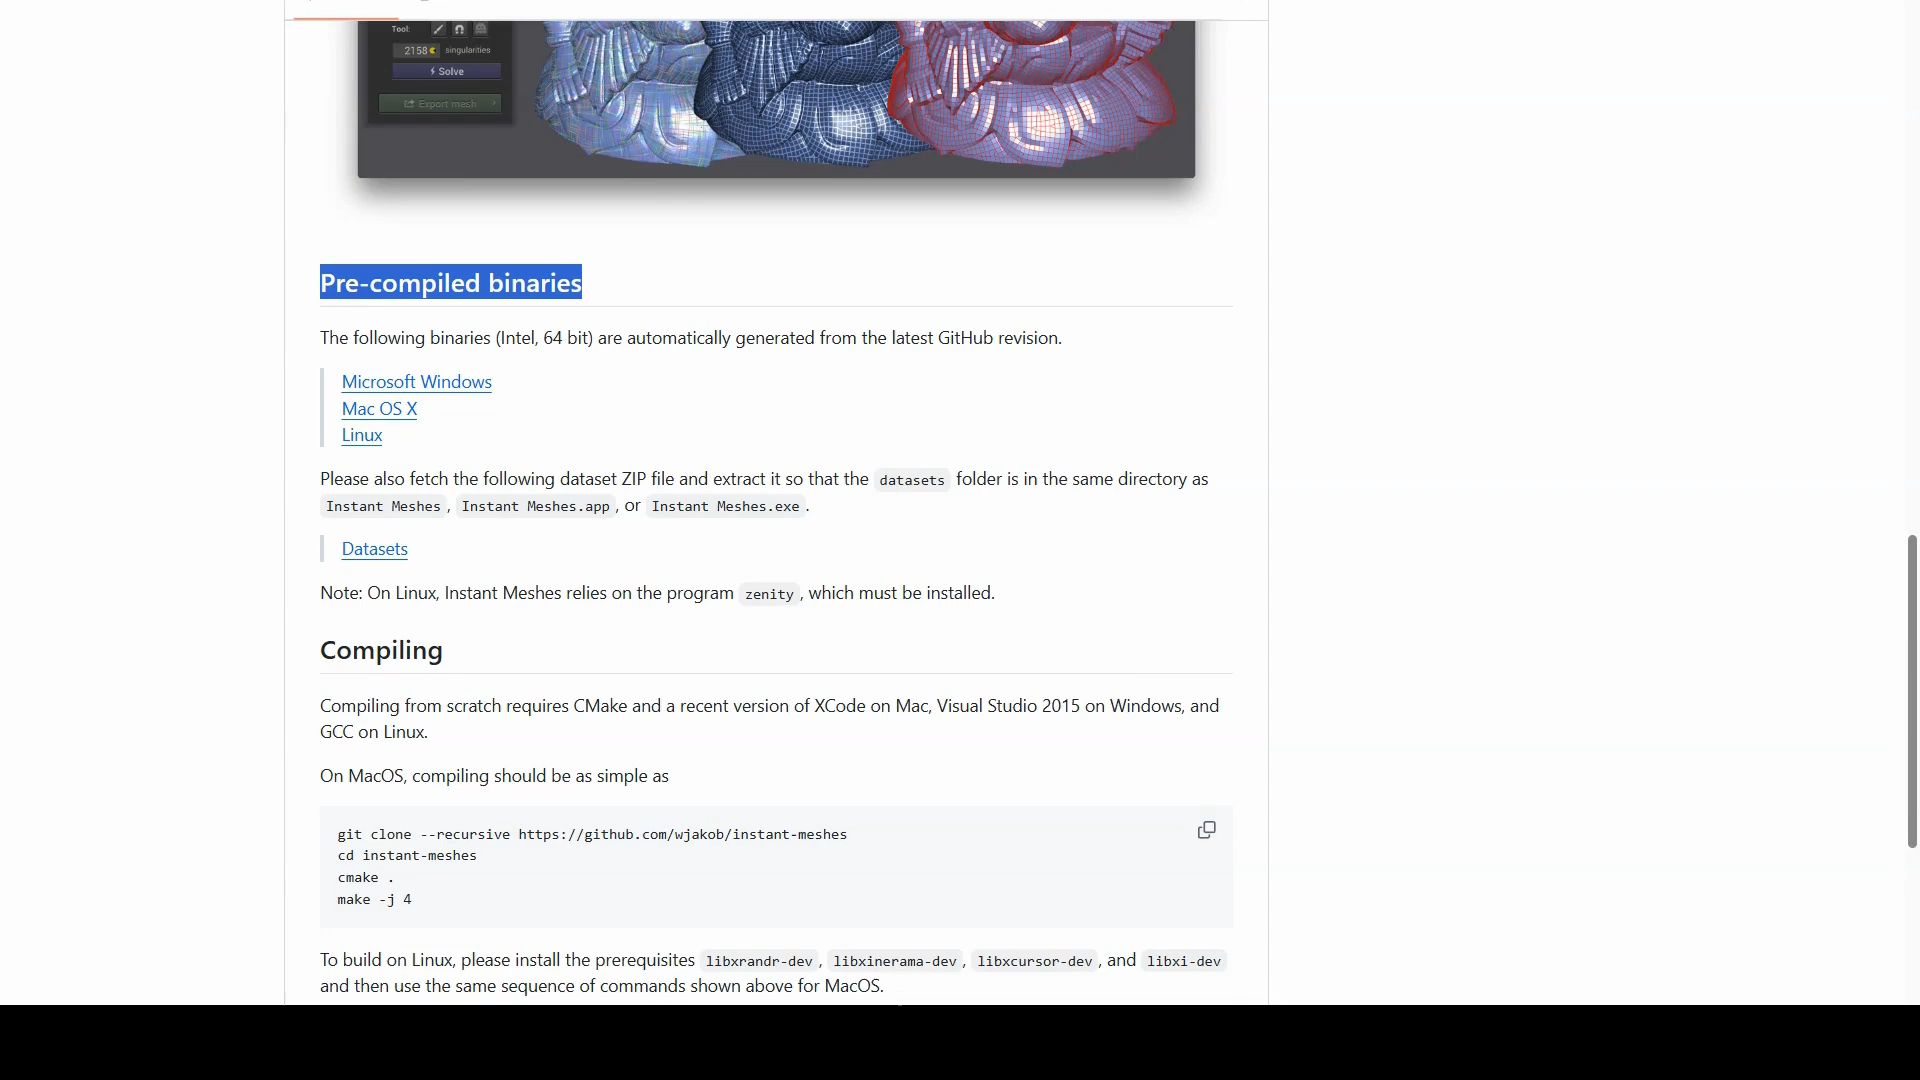 Tool:
2158 singularities
Solve
Export mesh
Pre-compiled binaries
The following binaries (Intel, 64 bit) are automatically generated from the latest GitHub revision.
Microsoft Windows
Mac OS X
Linux
Please also fetch the following dataset ZIP file and extract it so that the datasets folder is in the same directory as
Instant Meshes, Instant Meshes.app, or Instant Meshes.exe.
Datasets
Note: On Linux, Instant Meshes relies on the program zenity, which must be installed.
Compiling
Compiling from scratch requires CMake and a recent version of XCode on Mac, Visual Studio 2015 on Windows, and
GCC on Linux.
On MacOS, compiling should be as simple as
git clone --recursive https://github.com/wjakob/instant-meshes
cd instant-meshes
cmake .
make -j 4
To build on Linux, please install the prerequisites libxrandr-dev, libxinerama-dev, libxcursor-dev, and libxi-dev
and then use the same sequence of commands shown above for MacOS.